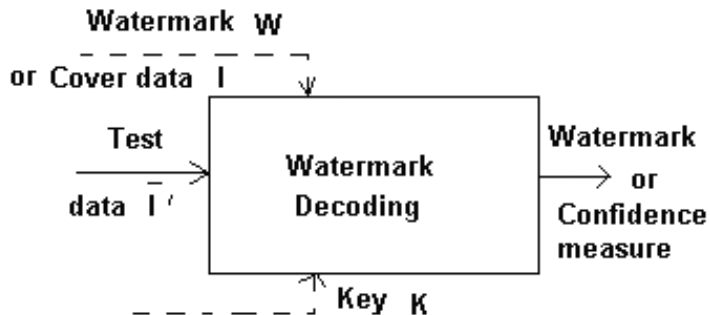 Watermark W
or Cover data I
Test
data Ī '
Watermark
Decoding
Watermark
or
Confidence
measure
Key K